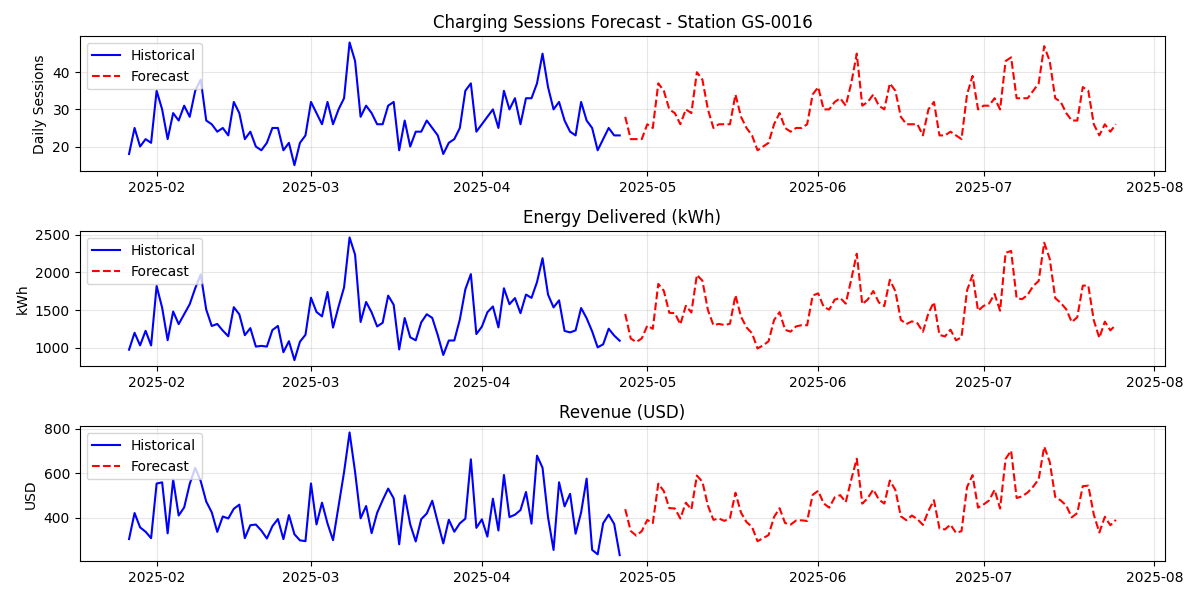 Charging Sessions Forecast - Station GS-0016
Daily Sessions
40
30
20
Historical
Forecast
2025-02 2025-03 2025-04 2025-05 2025-06 2025-07 2025-08
Energy Delivered (kWh)
kWh
2500
2000
1500
1000
Historical
Forecast
2025-02 2025-03 2025-04 2025-05 2025-06 2025-07 2025-08
Revenue (USD)
USD
800
600
400
Historical
Forecast
2025-02 2025-03 2025-04 2025-05 2025-06 2025-07 2025-08